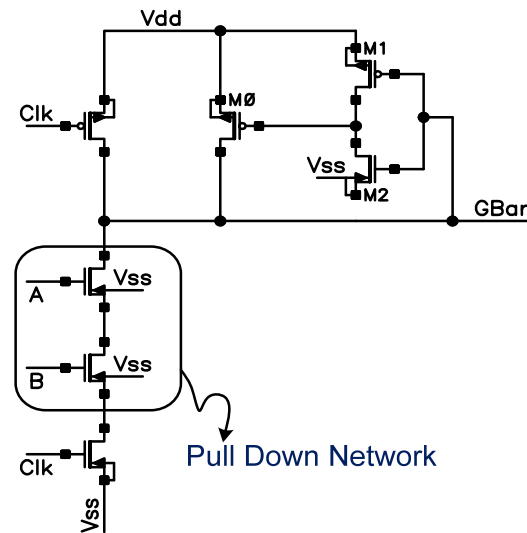 Vdd
M1
Clk
MØ
Vss
M2
GBar
A
Vss
B
Vss
Clk
Pull Down Network
Vss